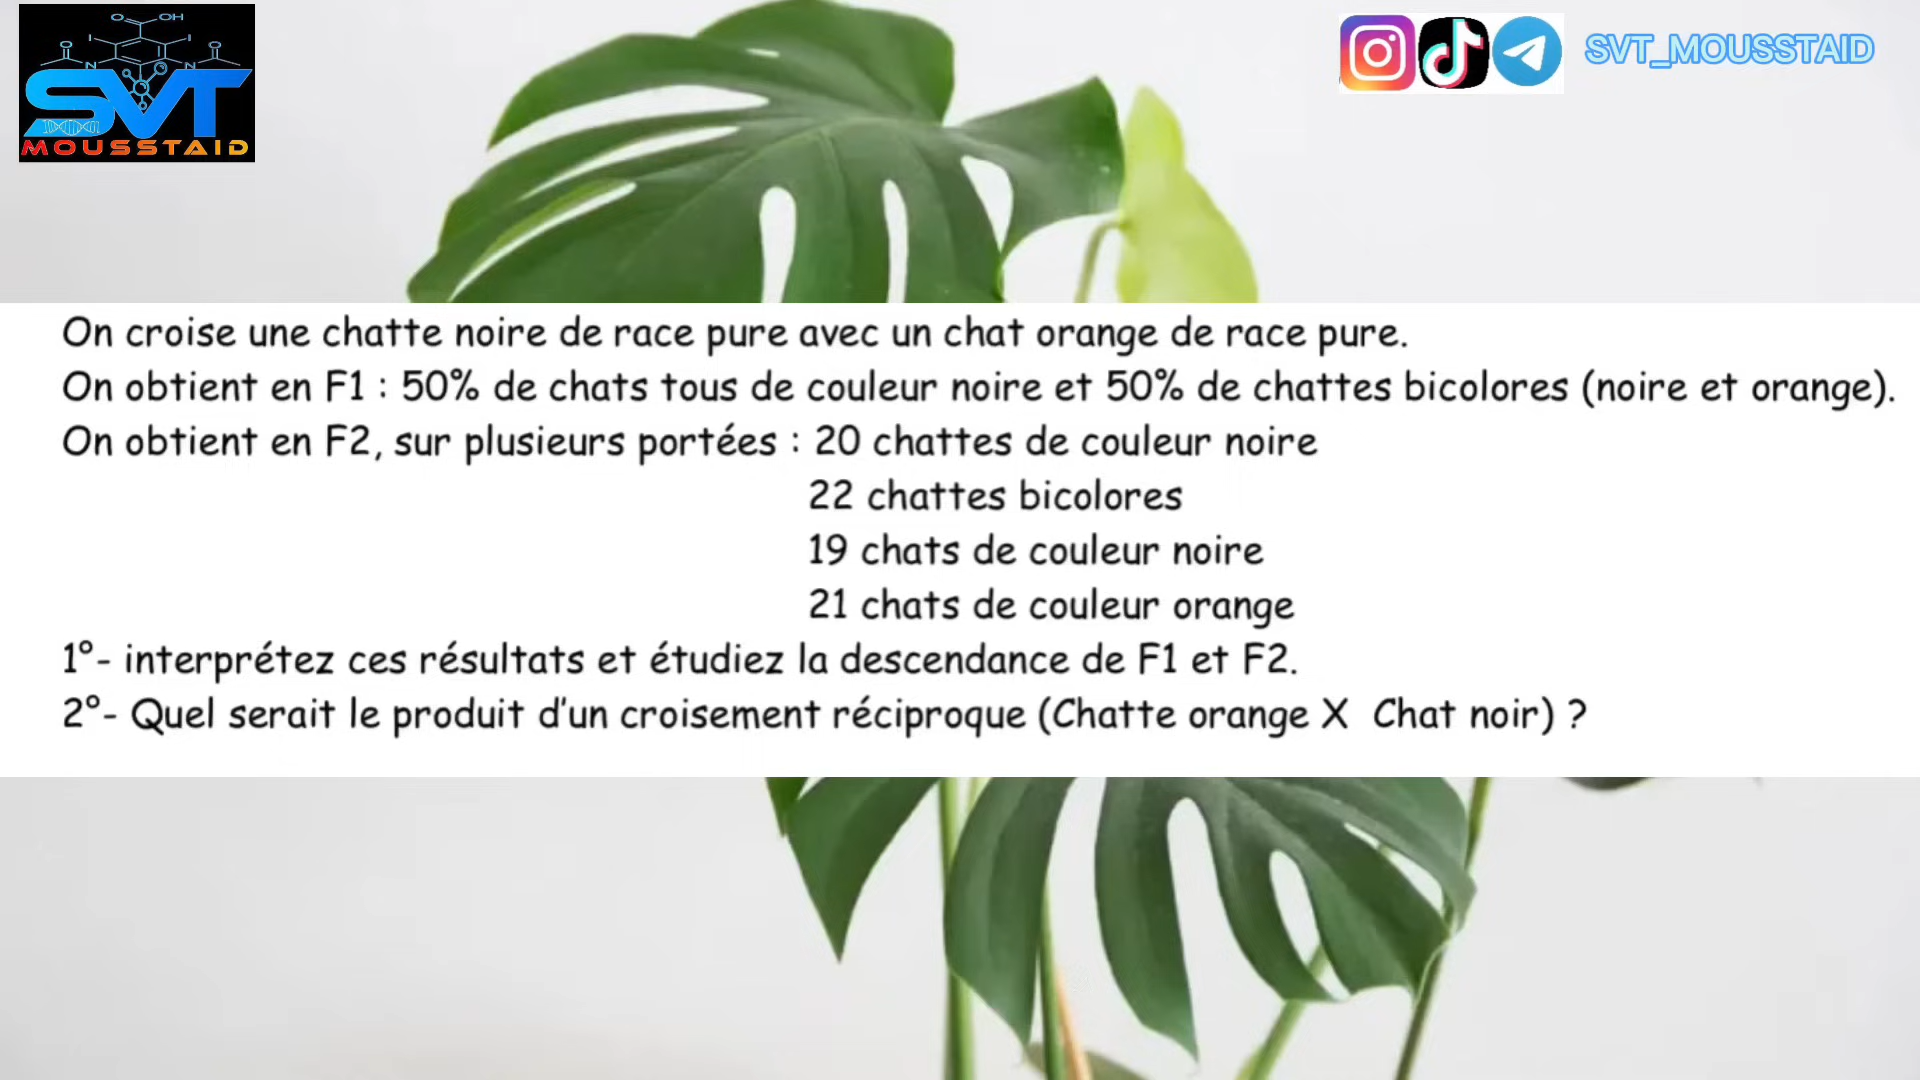 O
OH
I
I
O
O
N
N
SVT
MOUSSTAID
SVT_MOUSSTAID
On croise une chatte noire de race pure avec un chat orange de race pure.
On obtient en F1 : 50% de chats tous de couleur noire et 50% de chattes bicolores (noire et orange).
On obtient en F2, sur plusieurs portées : 20 chattes de couleur noire
22 chattes bicolores
19 chats de couleur noire
21 chats de couleur orange
1°- interprétez ces résultats et étudiez la descendance de F1 et F2.
2°- Quel serait le produit d'un croisement réciproque (Chatte orange X Chat noir) ?